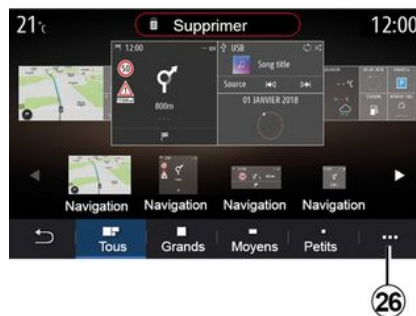 21°c Supprimer 12:00
12:00 USB
50 Song title
800m Source
01 JANVIER 2018
Navigation Navigation Navigation Navigation
Tous Grands Moyens Petits
26